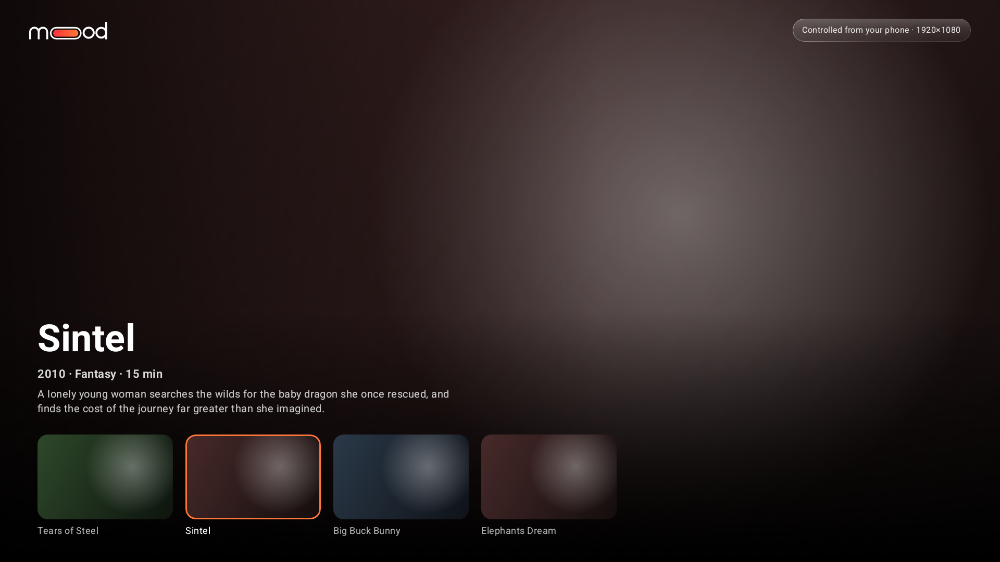 mood
Controlled from your phone · 1920×1080
Sintel
2010 · Fantasy · 15 min
A lonely young woman searches the wilds for the baby dragon she once rescued, and
finds the cost of the journey far greater than she imagined.
Tears of Steel
Sintel
Big Buck Bunny
Elephants Dream